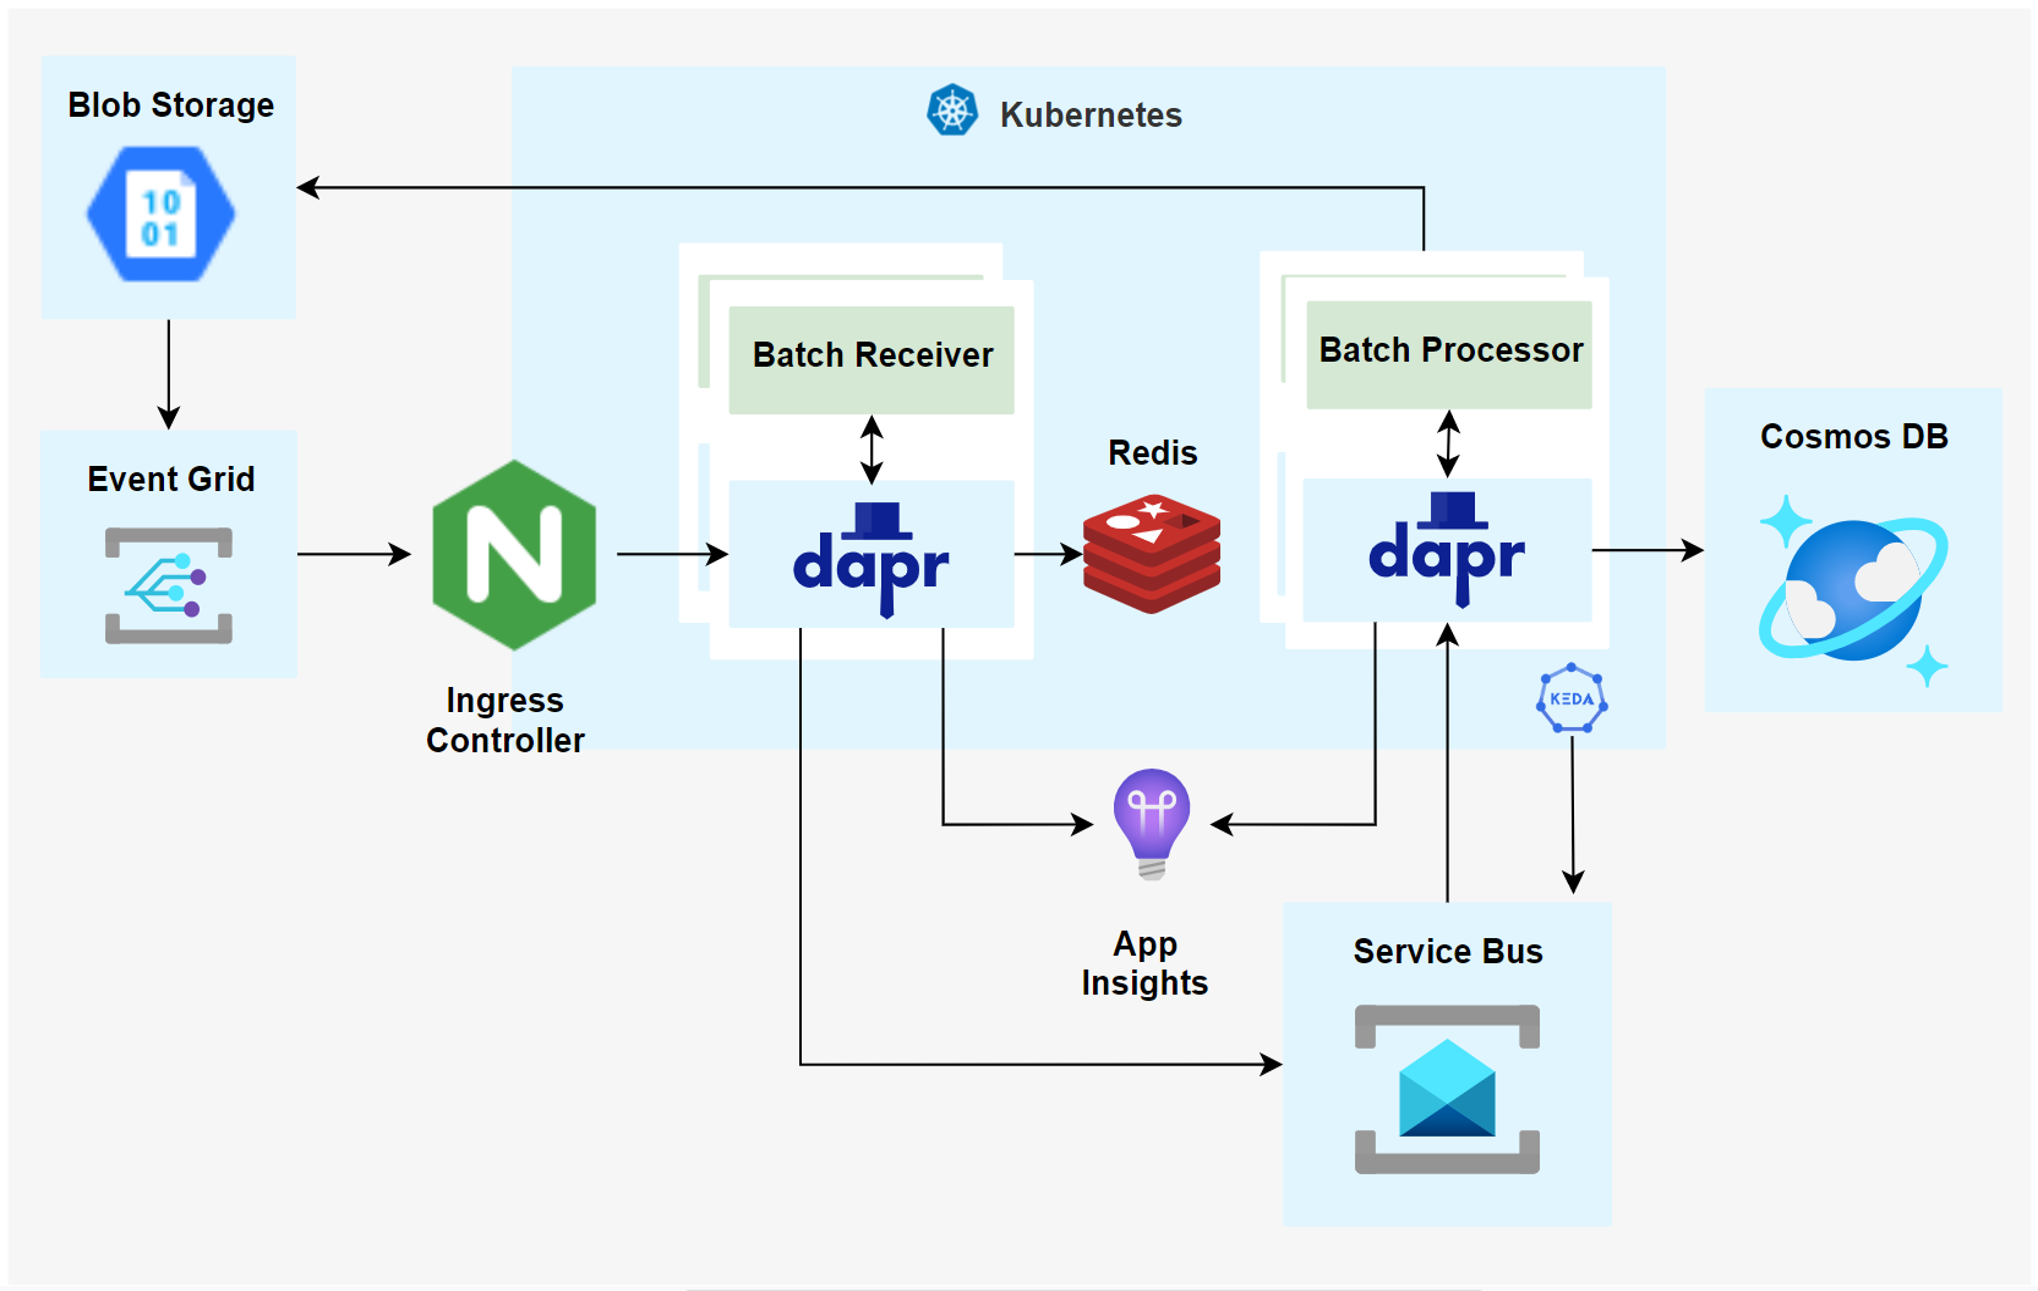 Blob Storage
10
01
Kubernetes
Batch Receiver
Batch Processor
Redis
Cosmos DB
Event Grid
N
dapr
dapr
Ingress
Controller
KEDA
App
Insights
Service Bus